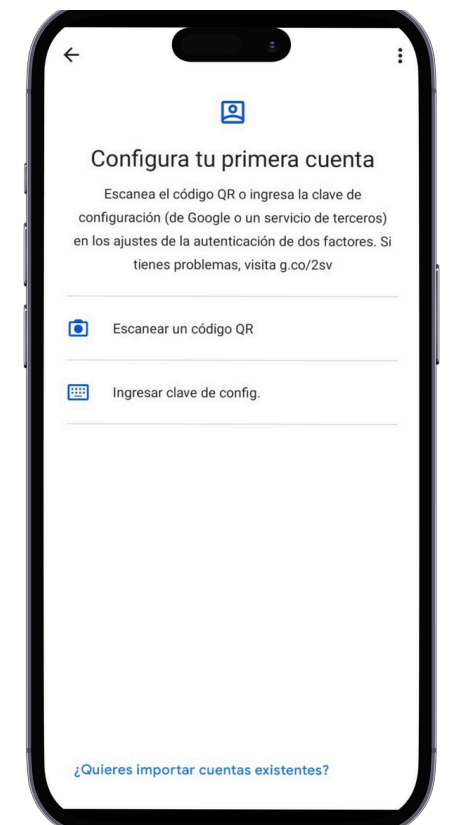 Configura tu primera cuenta
Escanea el código QR o ingresa la clave de
configuración (de Google o un servicio de terceros)
en los ajustes de la autenticación de dos factores. Si
tienes problemas, visita g.co/2sv
Escanear un código QR
Ingresar clave de config.
¿Quieres importar cuentas existentes?